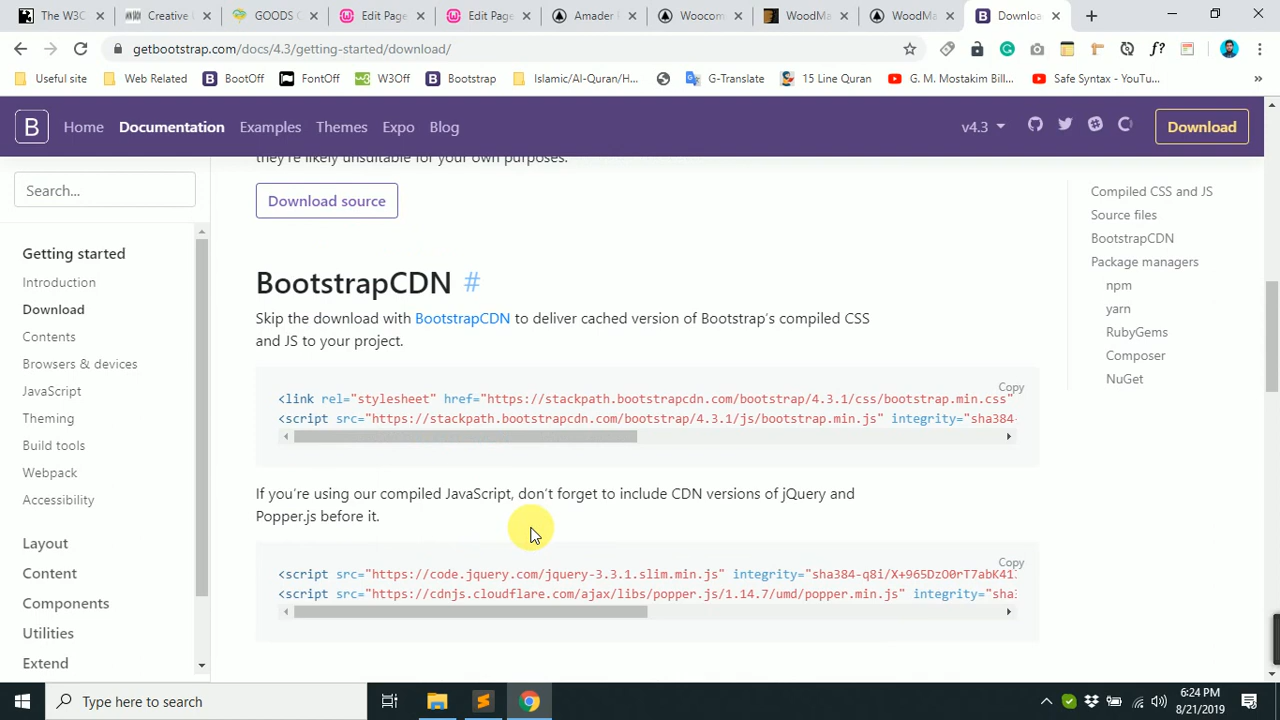 The W3C
Creative
GOODS C
Edit Page
Edit Page
Amader
Wooco
WoodMa
WoodMa
Downloa
getbootstrap.com/docs/4.3/getting-started/download/
Useful site
Web Related
BootOff
FontOff
W3Off
Bootstrap
Islamic/Al-Quran/H...
G-Translate
15 Line Quran
G. M. Mostakim Bill...
Safe Syntax - YouTu...
B Home Documentation Examples Themes Expo Blog v4.3 Download
Search...
Getting started
Introduction
Download
Contents
Browsers & devices
JavaScript
Theming
Build tools
Webpack
Accessibility
Layout
Content
Components
Utilities
Extend
they're likely unsuitable for your own purposes.
Download source
BootstrapCDN #
Skip the download with BootstrapCDN to deliver cached version of Bootstrap's compiled CSS
and JS to your project.
Copy
<link rel="stylesheet" href="https://stackpath.bootstrapcdn.com/bootstrap/4.3.1/css/bootstrap.min.css"
<script src="https://stackpath.bootstrapcdn.com/bootstrap/4.3.1/js/bootstrap.min.js" integrity="sha384-
If you're using our compiled JavaScript, don't forget to include CDN versions of jQuery and
Popper.js before it.
Copy
<script src="https://code.jquery.com/jquery-3.3.1.slim.min.js" integrity="sha384-q8i/X+965DzO0rT7abK41
<script src="https://cdnjs.cloudflare.com/ajax/libs/popper.js/1.14.7/umd/popper.min.js" integrity="sha3
Compiled CSS and JS
Source files
BootstrapCDN
Package managers
npm
yarn
RubyGems
Composer
NuGet
Type here to search
6:24 PM
8/21/2019